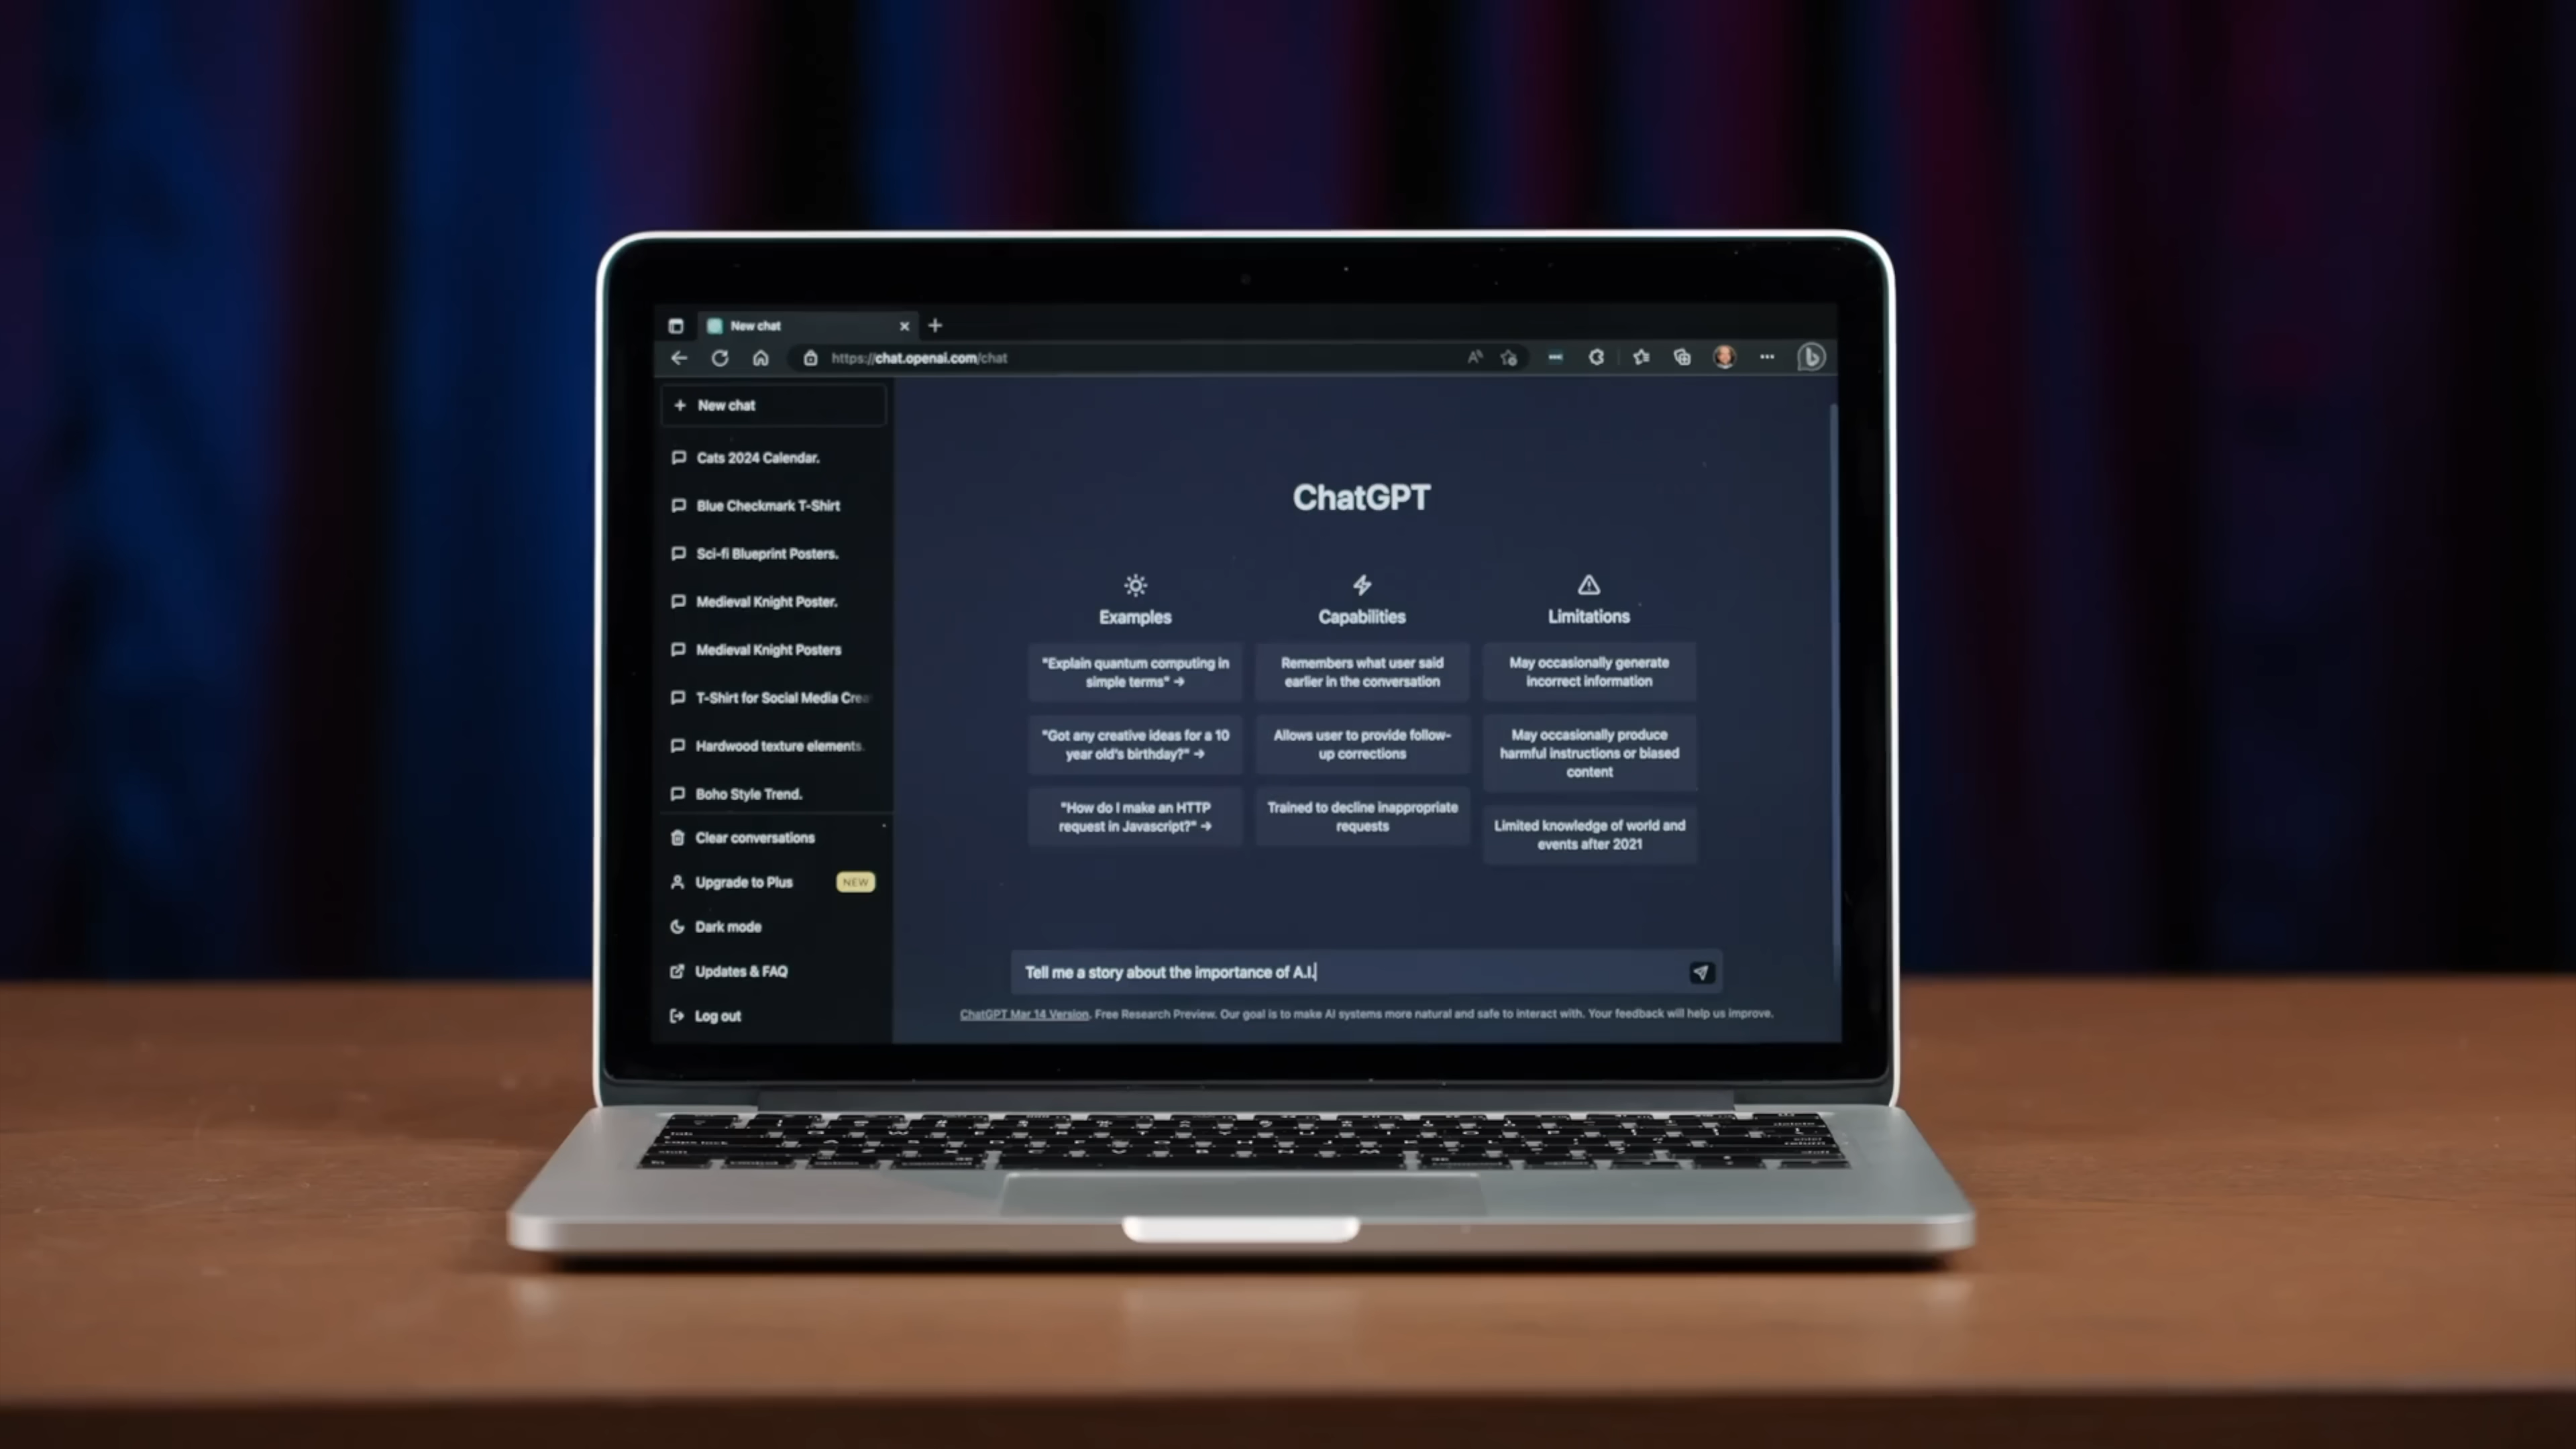 New chat
https://chat.openai.com/chat
New chat
Cats 2024 Calendar.
Blue Checkmark T-Shirt
Sci-fi Blueprint Posters.
Medieval Knight Poster.
Medieval Knight Posters
T-Shirt for Social Media Crea
Hardwood texture elements.
Boho Style Trend.
Clear conversations
Upgrade to Plus NEW
Dark mode
Updates & FAQ
Log out
ChatGPT
Examples
"Explain quantum computing in
simple terms" →
"Got any creative ideas for a 10
year old's birthday?" →
"How do I make an HTTP
request in Javascript?" →
Capabilities
Remembers what user said
earlier in the conversation
Allows user to provide follow-
up corrections
Trained to decline inappropriate
requests
Limitations
May occasionally generate
incorrect information
May occasionally produce
harmful instructions or biased
content
Limited knowledge of world and
events after 2021
Tell me a story about the importance of A.I.
ChatGPT Mar 14 Version. Free Research Preview. Our goal is to make AI systems more natural and safe to interact with. Your feedback will help us improve.